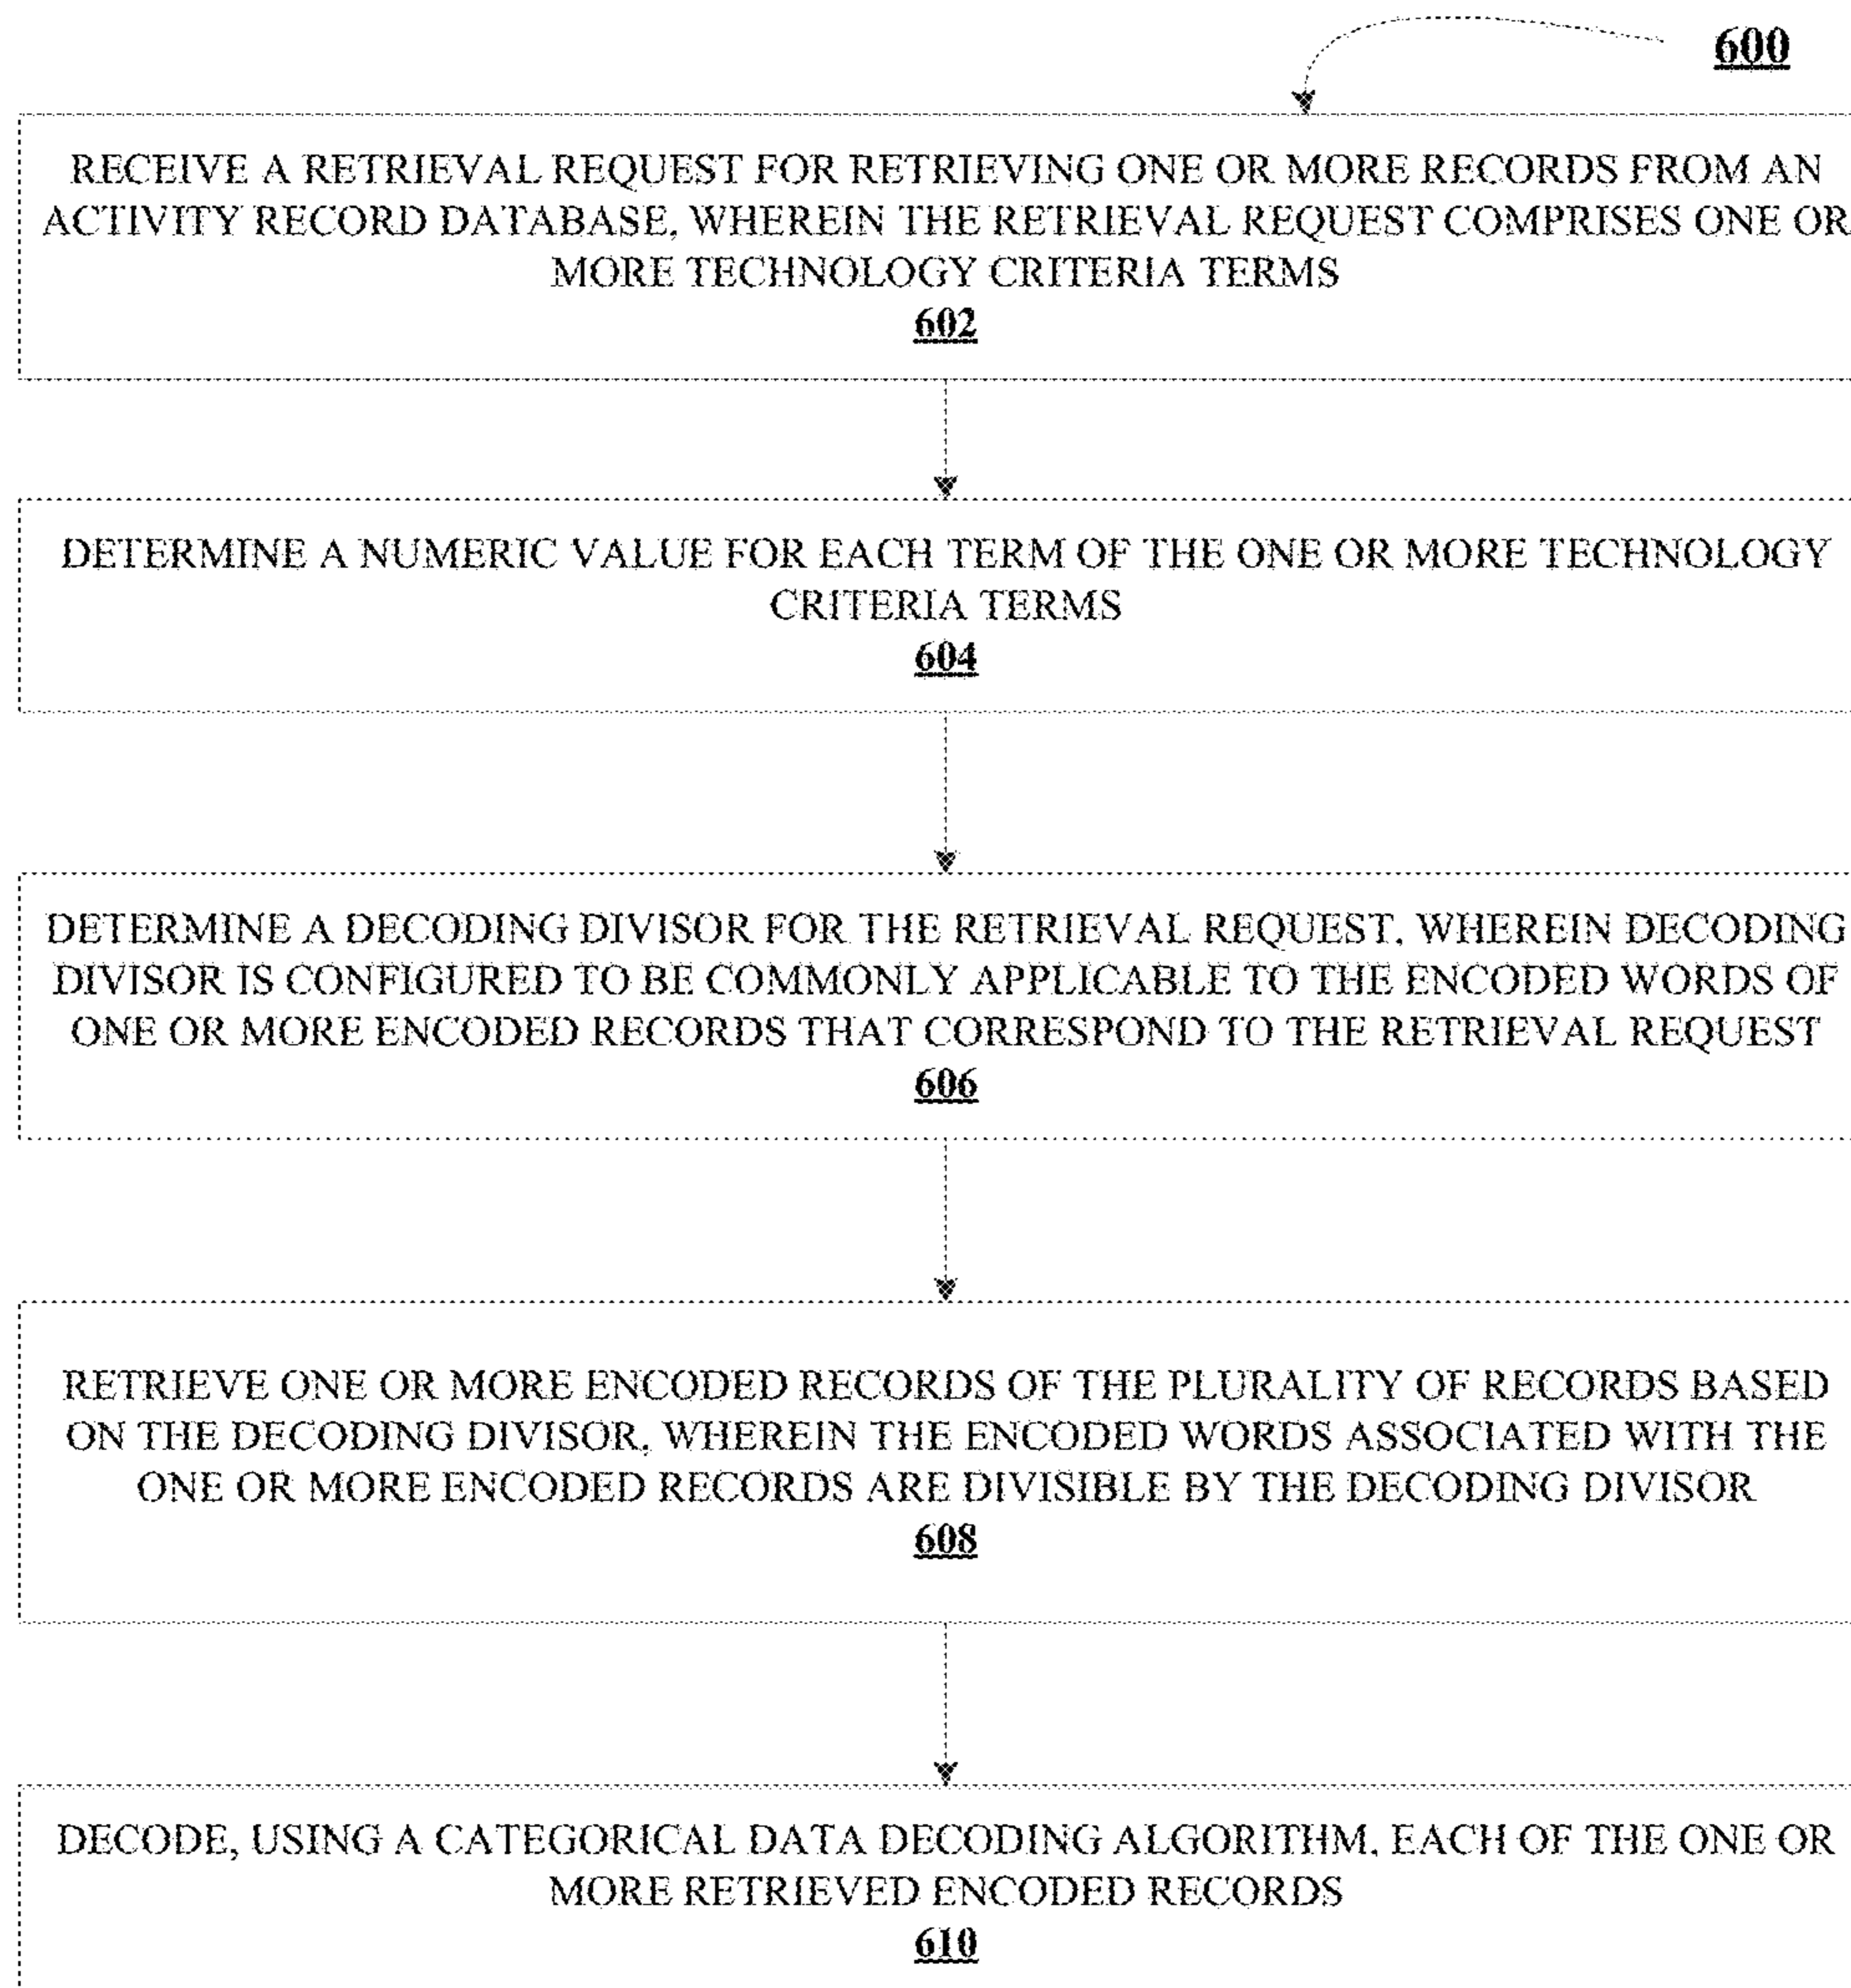 600
RECEIVE A RETRIEVAL REQUEST FOR RETRIEVING ONE OR MORE RECORDS FROM AN
ACTIVITY RECORD DATABASE, WHEREIN THE RETRIEVAL REQUEST COMPRISES ONE OR
MORE TECHNOLOGY CRITERIA TERMS
602
DETERMINE A NUMERIC VALUE FOR EACH TERM OF THE ONE OR MORE TECHNOLOGY
CRITERIA TERMS
604
DETERMINE A DECODING DIVISOR FOR THE RETRIEVAL REQUEST, WHEREIN DECODING
DIVISOR IS CONFIGURED TO BE COMMONLY APPLICABLE TO THE ENCODED WORDS OF
ONE OR MORE ENCODED RECORDS THAT CORRESPOND TO THE RETRIEVAL REQUEST
606
RETRIEVE ONE OR MORE ENCODED RECORDS OF THE PLURALITY OF RECORDS BASED
ON THE DECODING DIVISOR, WHEREIN THE ENCODED WORDS ASSOCIATED WITH THE
ONE OR MORE ENCODED RECORDS ARE DIVISIBLE BY THE DECODING DIVISOR
608
DECODE, USING A CATEGORICAL DATA DECODING ALGORITHM, EACH OF THE ONE OR
MORE RETRIEVED ENCODED RECORDS
610